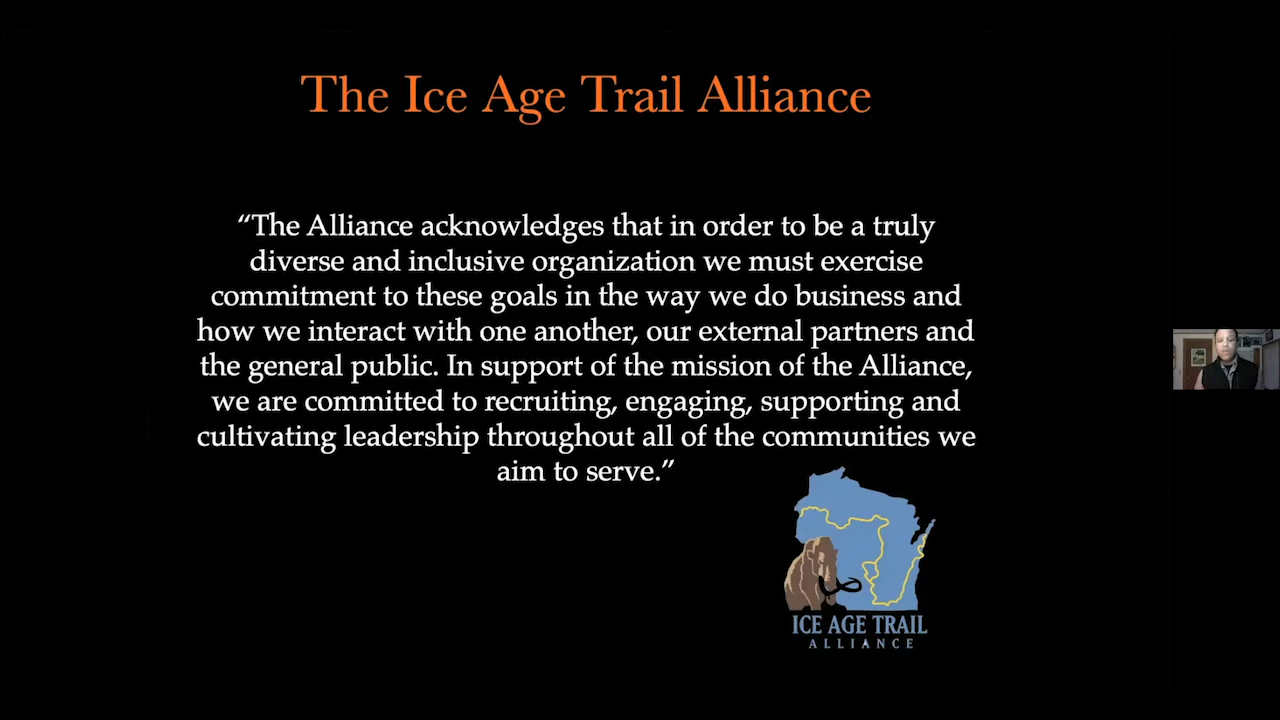 The Ice Age Trail Alliance
“The Alliance acknowledges that in order to be a truly
diverse and inclusive organization we must exercise
commitment to these goals in the way we do business and
how we interact with one another, our external partners and
the general public. In support of the mission of the Alliance,
we are committed to recruiting, engaging, supporting and
cultivating leadership throughout all of the communities we
aim to serve.”
ICE AGE TRAIL
ALLIANCE